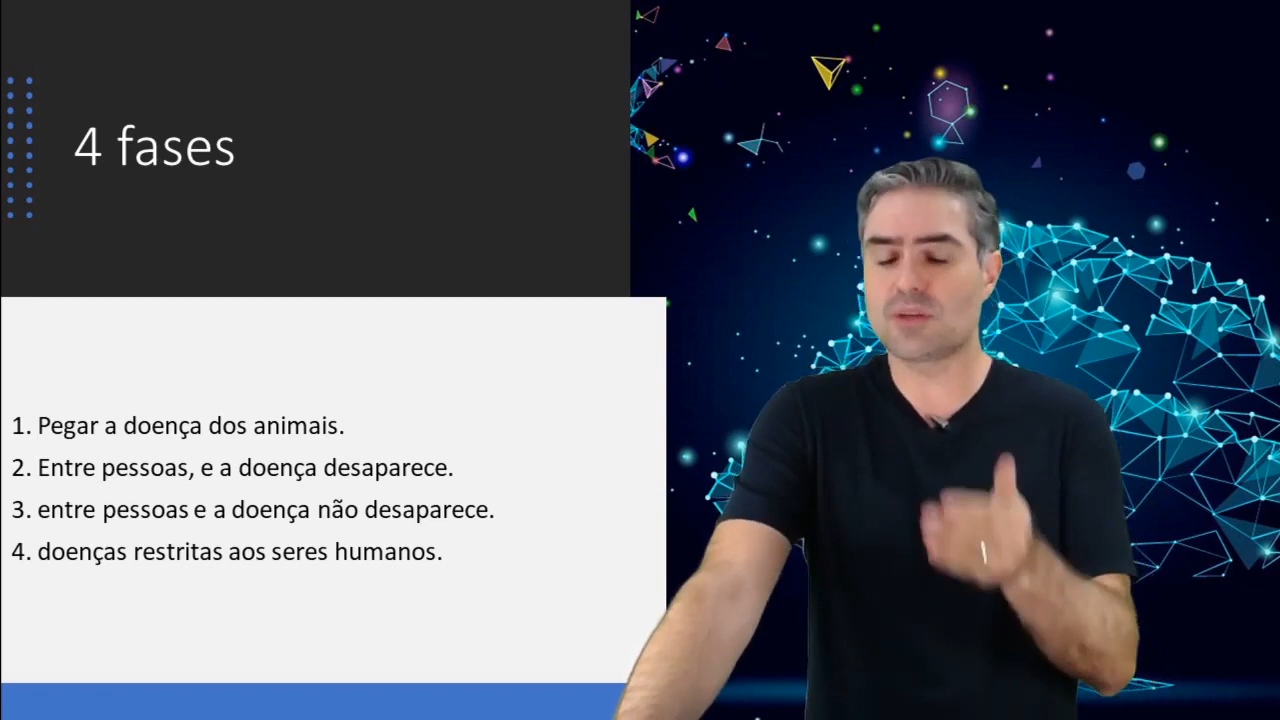 4 fases
1. Pegar a doença dos animais.
2. Entre pessoas, e a doença desaparece.
3. entre pessoas e a doença não desaparece.
4. doenças restritas aos seres humanos.